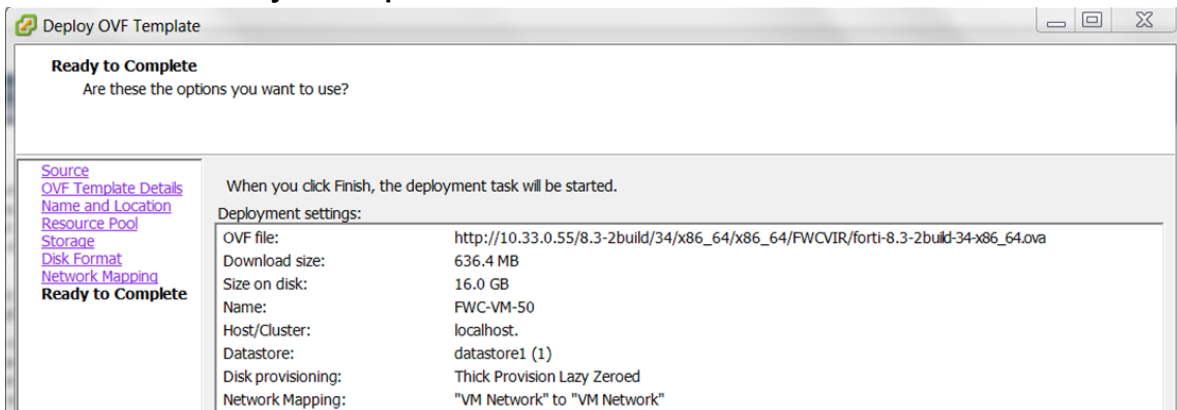 Deploy OVF Template
Ready to Complete
Are these the options you want to use?
Source
OVF Template Details
Name and Location
Resource Pool
Storage
Disk Format
Network Mapping
Ready to Complete
When you click Finish, the deployment task will be started.
Deployment settings:
OVF file: http://10.33.0.55/8.3-2build/34/x86_64/x86_64/FWCVIR/forti-8.3-2build-34-x86_64.ova
Download size: 636.4 MB
Size on disk: 16.0 GB
Name: FWC-VM-50
Host/Cluster: localhost.
Datastore: datastore1 (1)
Disk provisioning: Thick Provision Lazy Zeroed
Network Mapping: "VM Network" to "VM Network"